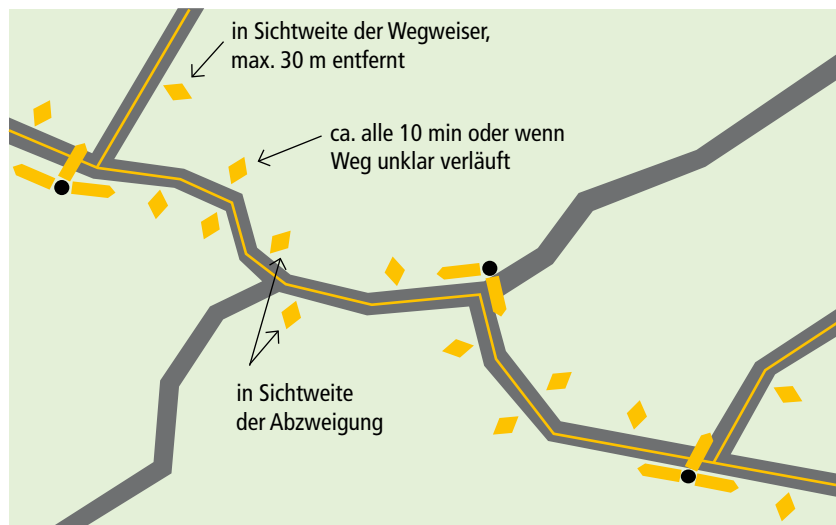 in Sichtweite der Wegweiser,
max. 30 m entfernt
ca. alle 10 min oder wenn
Weg unklar verläuft
in Sichtweite
der Abzweigung